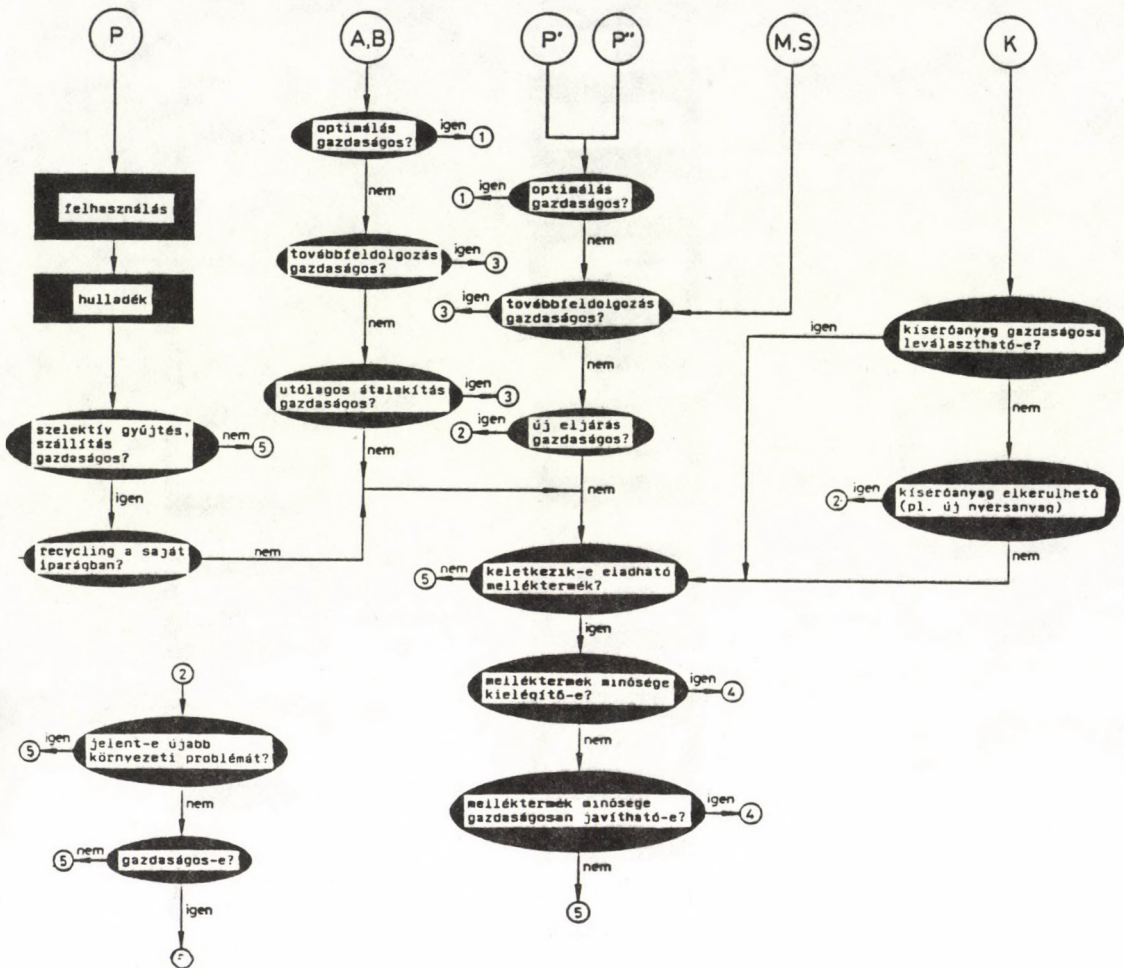 P
A,B
P'
P"
M,S
K
optimálás
gazdaságos?
igen
1
nem
optimálás
gazdaságos?
igen
1
nem
felhasználás
továbbfeldolgozás
gazdaságos?
igen
3
nem
hulladék
továbbfeldolgozás
gazdaságos?
igen
3
nem
kísérőanyag gazdaságosa
leválasztható-e?
igen
nem
utólagos átalakítás
gazdaságos?
igen
3
nem
szelektív gyűjtés,
szállítás
gazdaságos?
nem
5
igen
új eljárás
gazdaságos?
igen
2
nem
kísérőanyag elkerülhető
(pl. új nyersanyag)
igen
2
nem
recycling a saját
iparágban?
nem
keletkezik-e eladható
melléktermék?
nem
5
igen
melléktermék minősége
kielégítő-e?
igen
4
nem
melléktermék minősége
gazdaságosan javítható-e?
igen
4
nem
5
2
jelent-e újabb
környezeti problémát?
igen
5
nem
gazdaságos-e?
nem
5
igen